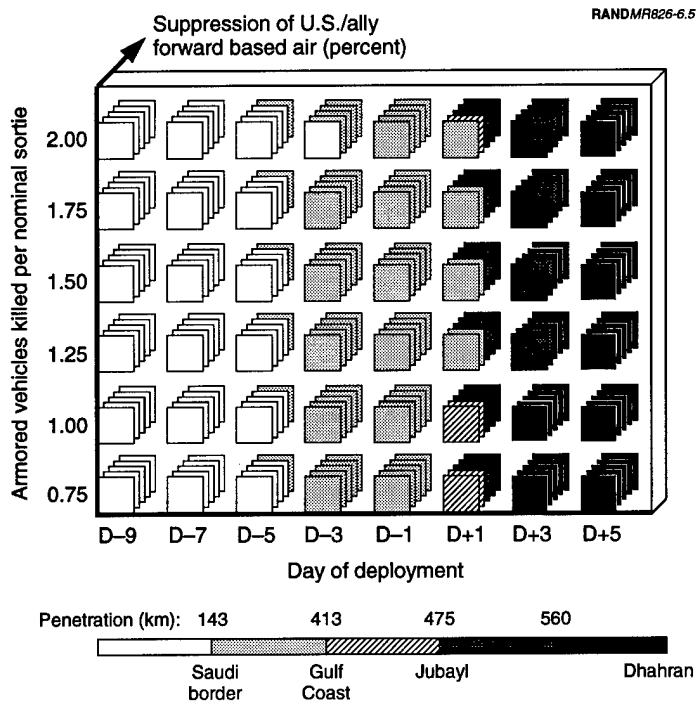 RANDMR826-6.5
Suppression of U.S./ally
forward based air (percent)
Armored vehicles killed per nominal sortie
2.00
1.75
1.50
1.25
1.00
0.75
D–9 D–7 D–5 D–3 D–1 D+1 D+3 D+5
Day of deployment
Penetration (km): 143 413 475 560
Saudi border
Gulf Coast
Jubayl
Dhahran